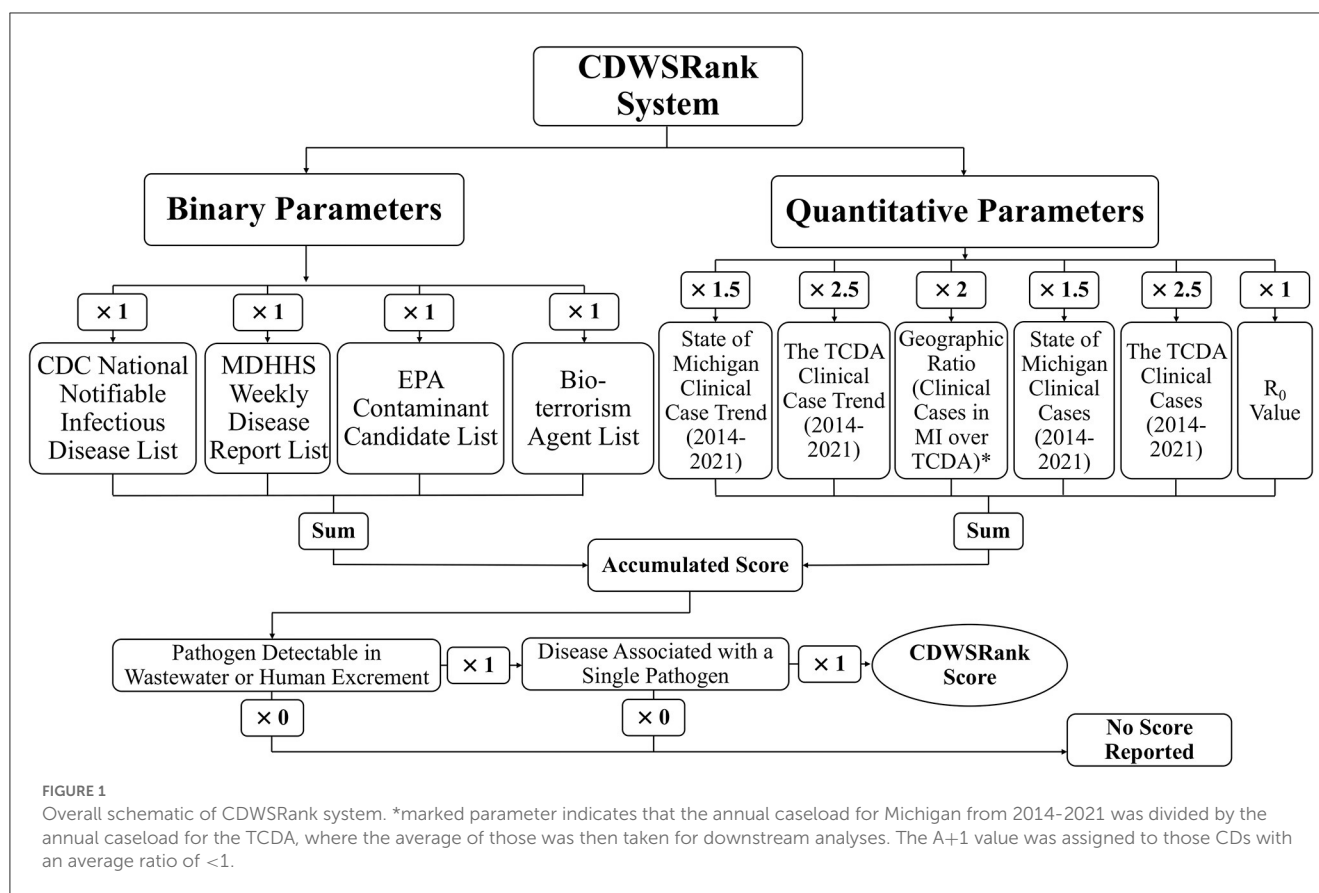 CDWSRank
System
Binary Parameters
Quantitative Parameters
× 1
× 1
× 1
× 1
× 1.5
× 2.5
× 2
× 1.5
× 2.5
× 1
CDC National
Notifiable
Infectious
Disease List
MDHHS
Weekly
Disease
Report List
EPA
Contaminant
Candidate List
Bio-
terrorism
Agent List
State of
Michigan
Clinical
Case Trend
(2014-
2021)
The TCDA
Clinical
Case Trend
(2014-
2021)
Geographic
Ratio
(Clinical
Cases in
MI over
TCDA)*
State of
Michigan
Clinical
Cases
(2014-
2021)
The TCDA
Clinical
Cases
(2014-
2021)
R₀
Value
Sum
Sum
Accumulated Score
Pathogen Detectable in
Wastewater or Human Excrement
× 1
Disease Associated with a
Single Pathogen
× 1
CDWSRank
Score
× 0
× 0
No Score
Reported
FIGURE 1
Overall schematic of CDWSRank system. *marked parameter indicates that the annual caseload for Michigan from 2014-2021 was divided by the
annual caseload for the TCDA, where the average of those was then taken for downstream analyses. The A+1 value was assigned to those CDs with
an average ratio of <1.